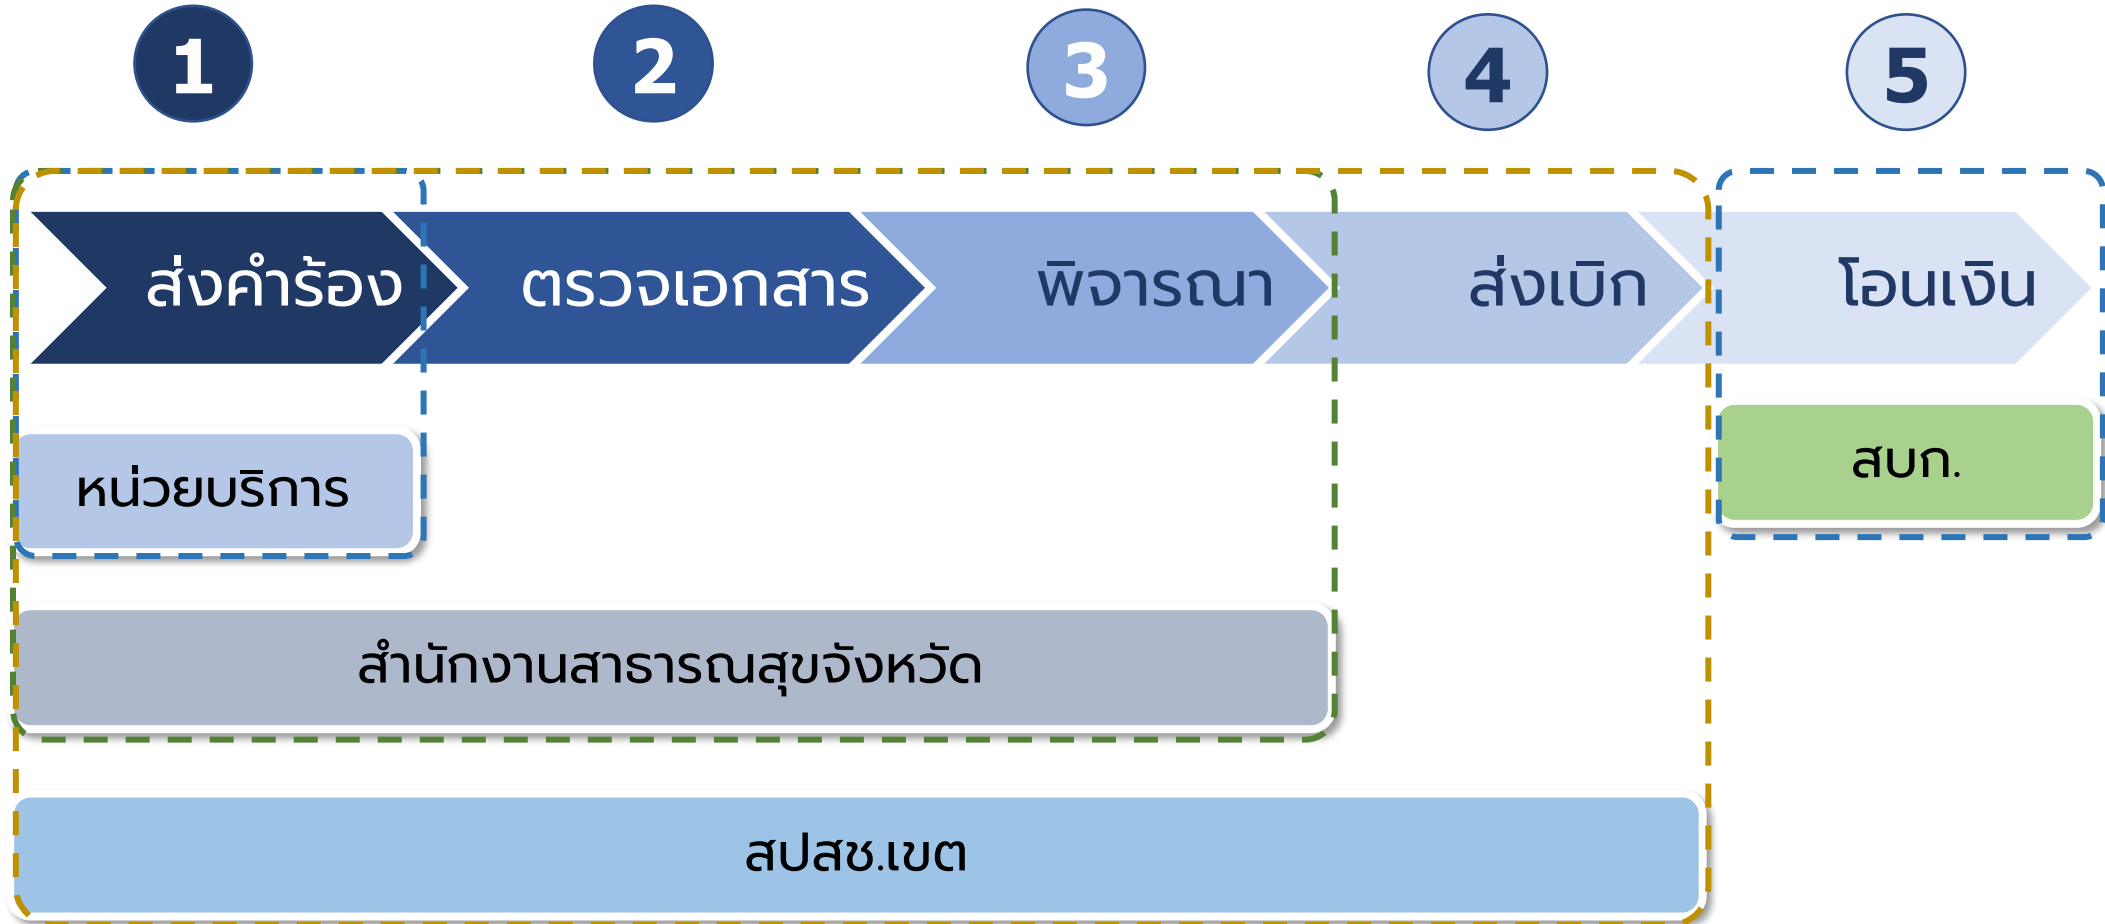 1
2
3
4
5
ส่งคำร้อง
ตรวจเอกสาร
พิจารณา
ส่งเบิก
โอนเงิน
หน่วยบริการ
สบก.
สำนักงานสาธารณสุขจังหวัด
สปสช.เขต